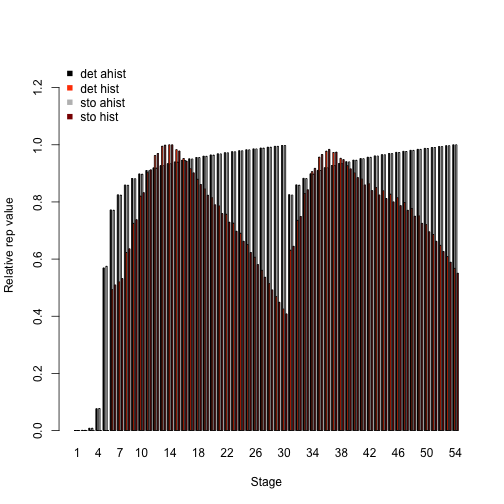 det ahist
det hist
sto ahist
sto hist
Relative rep value
1.2
1.0
0.8
0.6
0.4
0.2
0.0
1 4 7 10 14 18 22 26 30 34 38 42 46 50 54
Stage